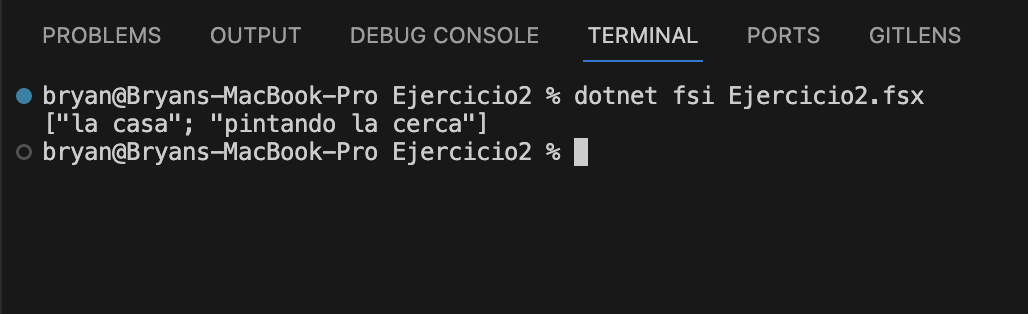 PROBLEMS OUTPUT DEBUG CONSOLE TERMINAL PORTS GITLENS
bryan@Bryans-MacBook-Pro Ejercicio2 % dotnet fsi Ejercicio2.fsx
["la casa"; "pintando la cerca"]
bryan@Bryans-MacBook-Pro Ejercicio2 %